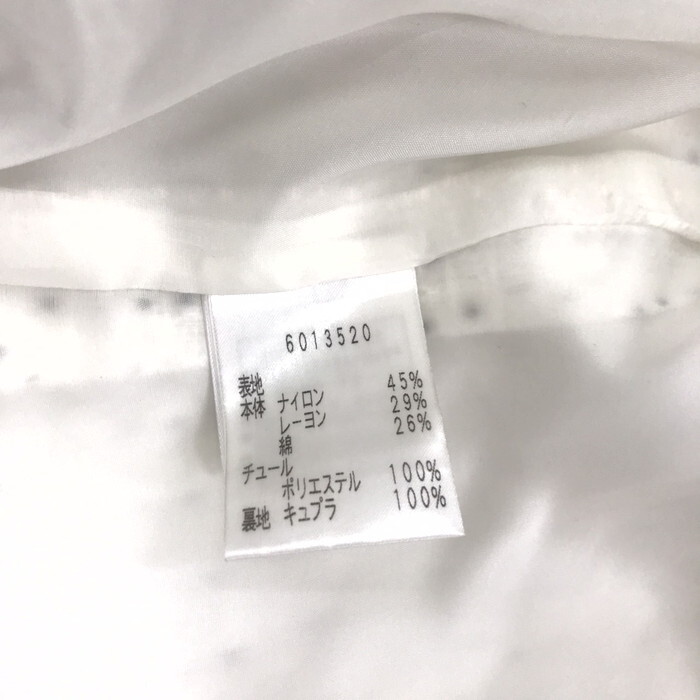 6013520
表地
本体 ナイロン 45%
レーヨン 29%
綿 26%
チュール
ポリエステル 100%
裏地 キュプラ 100%